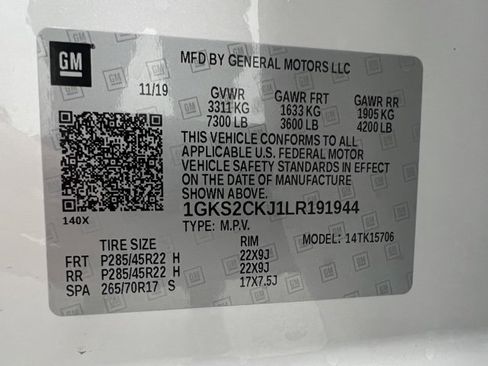 GM
MFD BY GENERAL MOTORS LLC
11/19 GVWR GAWR FRT GAWR RR
3311 KG 1633 KG 1905 KG
7300 LB 3600 LB 4200 LB
THIS VEHICLE CONFORMS TO ALL
APPLICABLE U.S. FEDERAL MOTOR
VEHICLE SAFETY STANDARDS IN EFFECT
ON THE DATE OF MANUFACTURE
SHOWN ABOVE.
140X
1GKS2CKJ1LR191944
TYPE: M.P.V. MODEL: 14TK15706
TIRE SIZE RIM
FRT P285/45R22 H 22X9J
RR P285/45R22 H 22X9J
SPA 265/70R17 S 17X7.5J